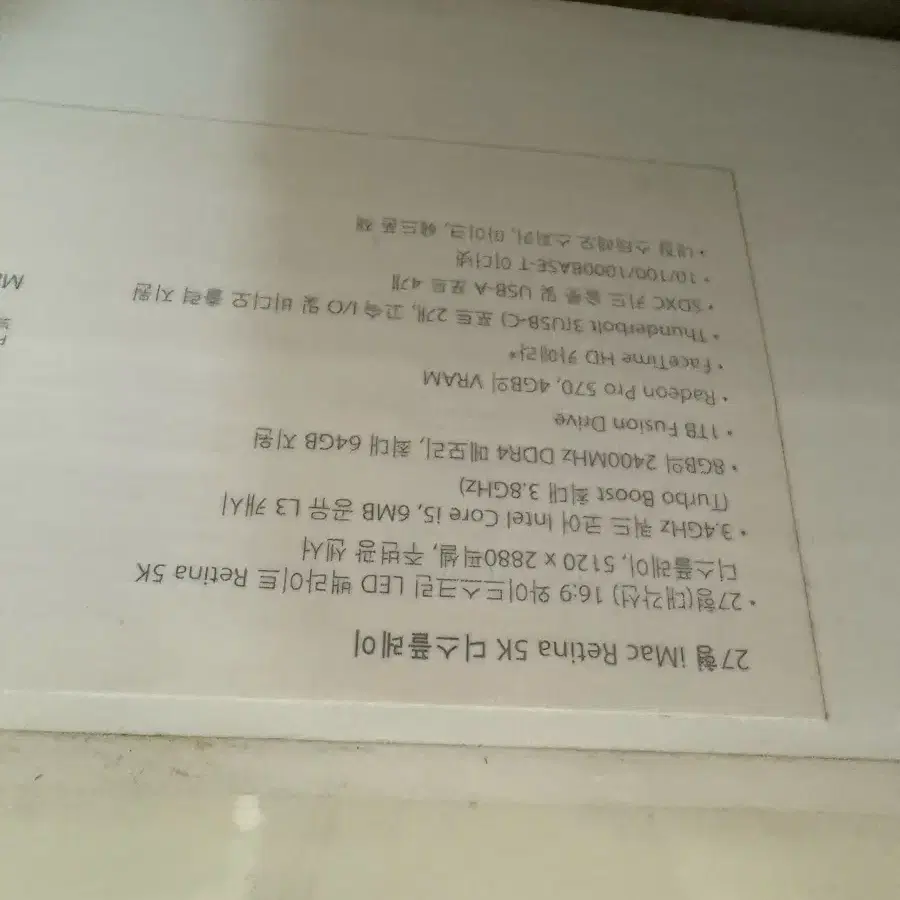 27형 iMac Retina 5K 디스플레이
• 27형(대각선) 16:9 와이드스크린 LED 백라이트 Retina 5K
디스플레이, 5120 x 2880픽셀, 주변광 센서
• 3.4GHz 쿼드 코어 Intel Core i5, 6MB 공유 L3 캐시
(Turbo Boost 최대 3.8GHz)
• 8GB의 2400MHz DDR4 메모리, 최대 64GB 지원
• 1TB Fusion Drive
• Radeon Pro 570, 4GB의 VRAM
• FaceTime HD 카메라*
• Thunderbolt 3(USB-C) 포트 2개, 고속 I/O 및 비디오 출력 지원
• SDXC 카드 슬롯 및 USB-A 포트 4개
• 10/100/1000BASE-T 이더넷
• 내장 스테레오 스피커, 마이크, 헤드폰 잭